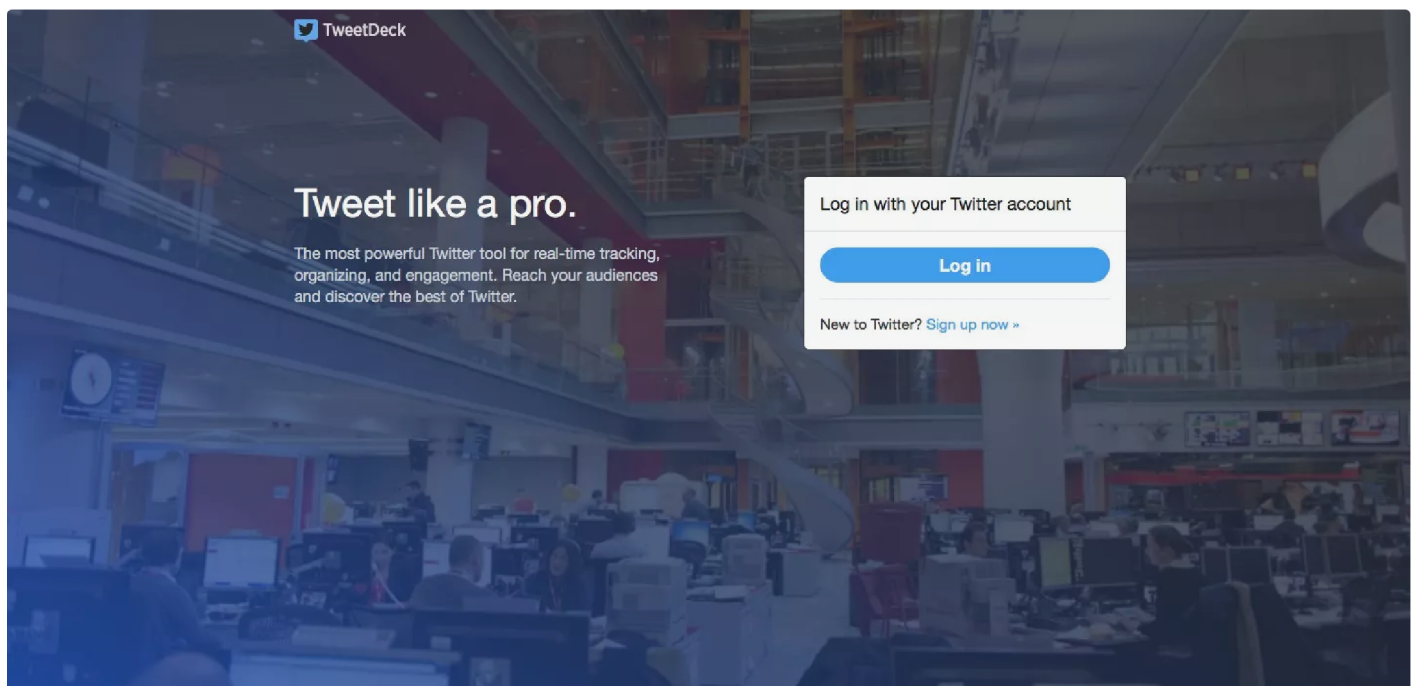 TweetDeck
Tweet like a pro.
The most powerful Twitter tool for real-time tracking,
organizing, and engagement. Reach your audiences
and discover the best of Twitter.
Log in with your Twitter account
Log in
New to Twitter? Sign up now »